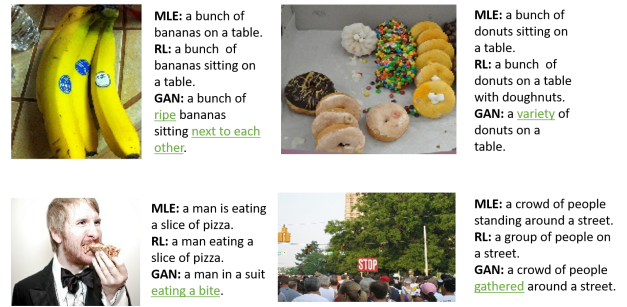 MLE: a bunch of
bananas on a table.
RL: a bunch of
bananas sitting on
a table.
GAN: a bunch of
ripe bananas
sitting next to each
other.
MLE: a bunch of
donuts sitting on
a table.
RL: a bunch of
donuts on a table
with doughnuts.
GAN: a variety of
donuts on a
table.
MLE: a man is eating
a slice of pizza.
RL: a man eating a
slice of pizza.
GAN: a man in a suit
eating a bite.
STOP
MLE: a crowd of people
standing around a street.
RL: a group of people on
a street.
GAN: a crowd of people
gathered around a street.